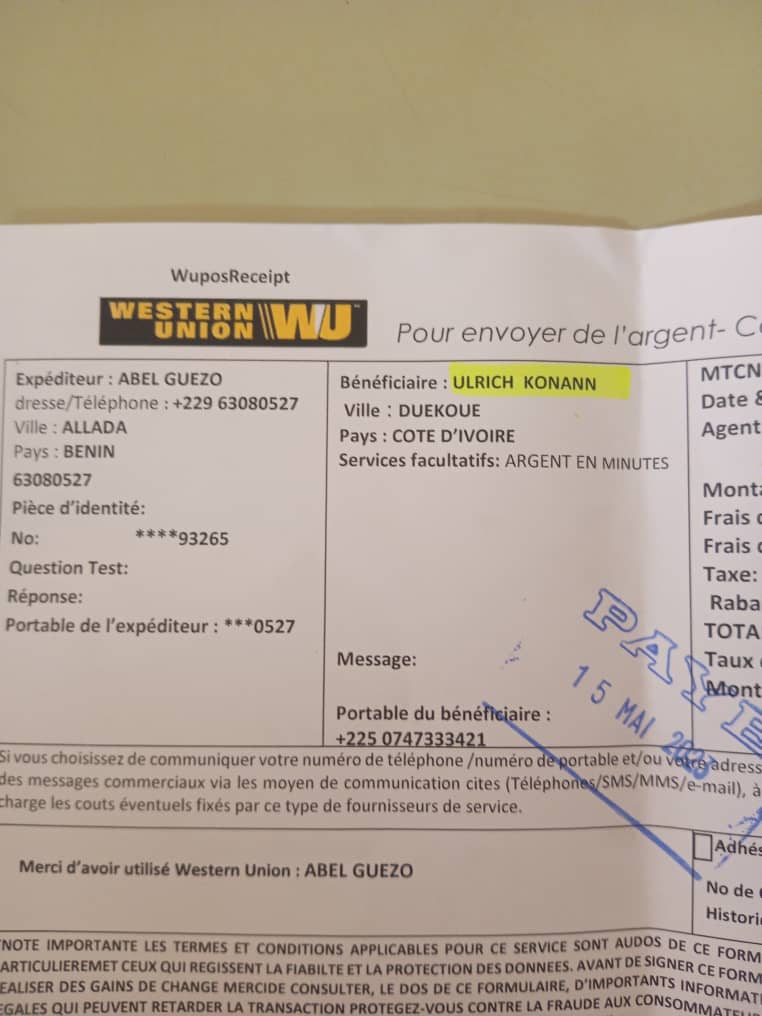 WuposReceipt
WESTERN UNION WU
Pour envoyer de l'argent- C
Expéditeur : ABEL GUEZO
dresse/Téléphone : +229 63080527
Ville : ALLADA
Pays : BENIN
63080527
Pièce d'identité:
No: ****93265
Question Test:
Réponse:
Portable de l'expéditeur : ***0527
Bénéficiaire : ULRICH KONANN
Ville : DUEKOUE
Pays : COTE D'IVOIRE
Services facultatifs: ARGENT EN MINUTES
Message:
Portable du bénéficiaire :
+225 0747333421
MTCN
Date &
Agent
Monta
Frais d
Frais
Taxe:
Raba
TOTA
Taux
Mont
PAYE
15 MAI
Si vous choisissez de communiquer votre numéro de téléphone /numéro de portable et/ou votre adress
des messages commerciaux via les moyen de communication cites (Téléphones/SMS/MMS/e-mail), à
charge les couts éventuels fixés par ce type de fournisseurs de service.
Merci d'avoir utilisé Western Union : ABEL GUEZO
Adhés
No de
Histori
NOTE IMPORTANTE LES TERMES ET CONDITIONS APPLICABLES POUR CE SERVICE SONT AUDOS DE CE FORM
ARTICULIEREMET CEUX QUI REGISSENT LA FIABILTE ET LA PROTECTION DES DONNEES. AVANT DE SIGNER CE FORM
EALISER DES GAINS DE CHANGE MERCIDE CONSULTER, LE DOS DE CE FORMULAIRE, D'IMPORTANTS INFORMAT
EGALES QUI PEUVENT RETARDER LA TRANSACTION PROTEGEZ-VOUS CONTRE LA FRAUDE AUX CONSOMMATEU